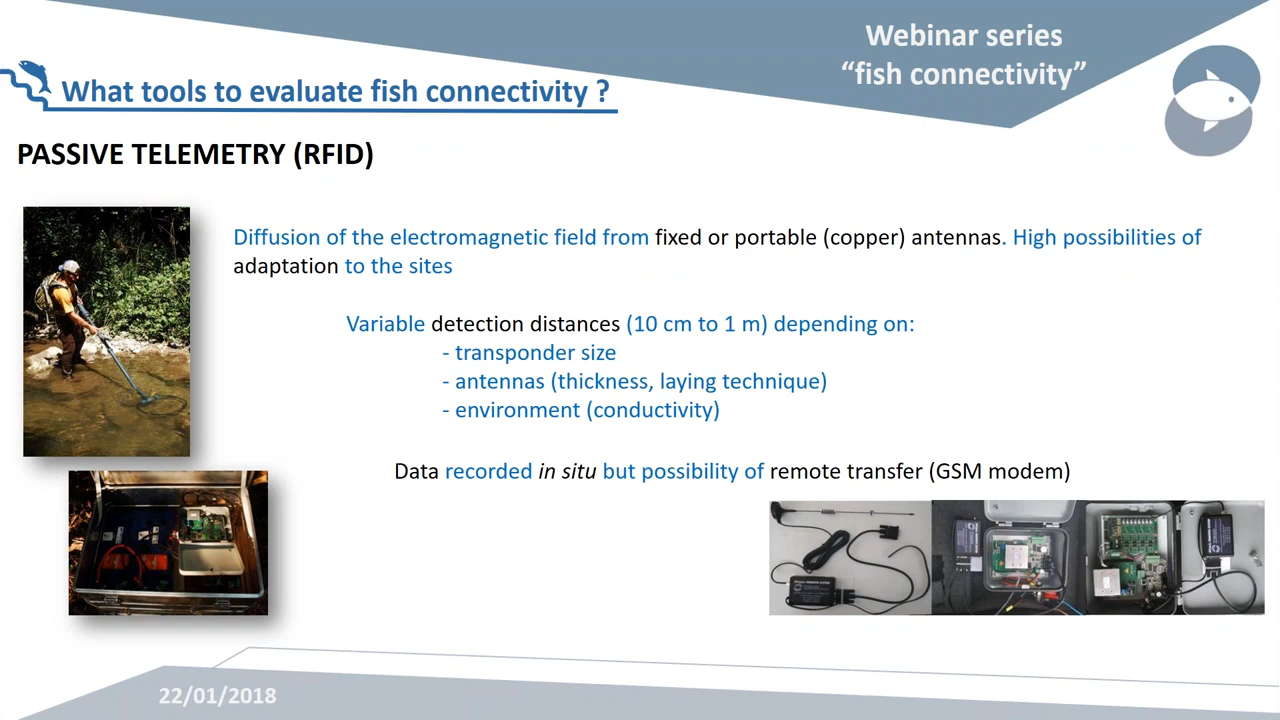 Webinar series
“fish connectivity”
What tools to evaluate fish connectivity ?
PASSIVE TELEMETRY (RFID)
Diffusion of the electromagnetic field from fixed or portable (copper) antennas. High possibilities of
adaptation to the sites
Variable detection distances (10 cm to 1 m) depending on:
- transponder size
- antennas (thickness, laying technique)
- environment (conductivity)
Data recorded in situ but possibility of remote transfer (GSM modem)
22/01/2018